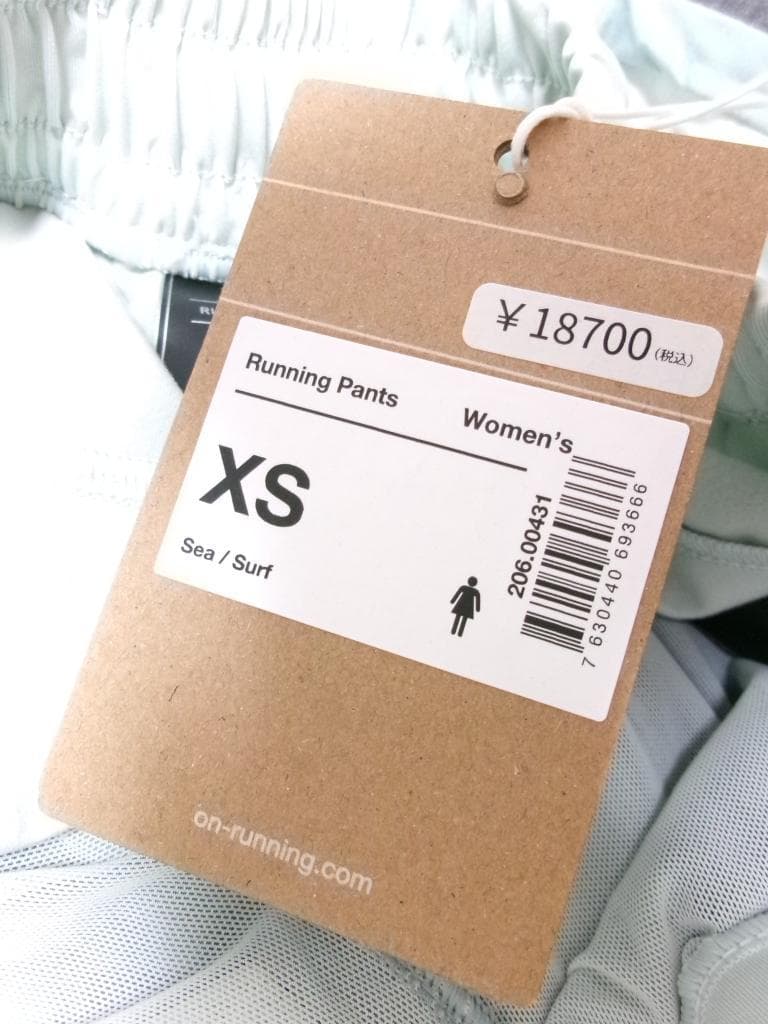 ¥18700(税込)
Running Pants
Women's
XS
Sea / Surf
206.00431
7 630440 693666
on-running.com